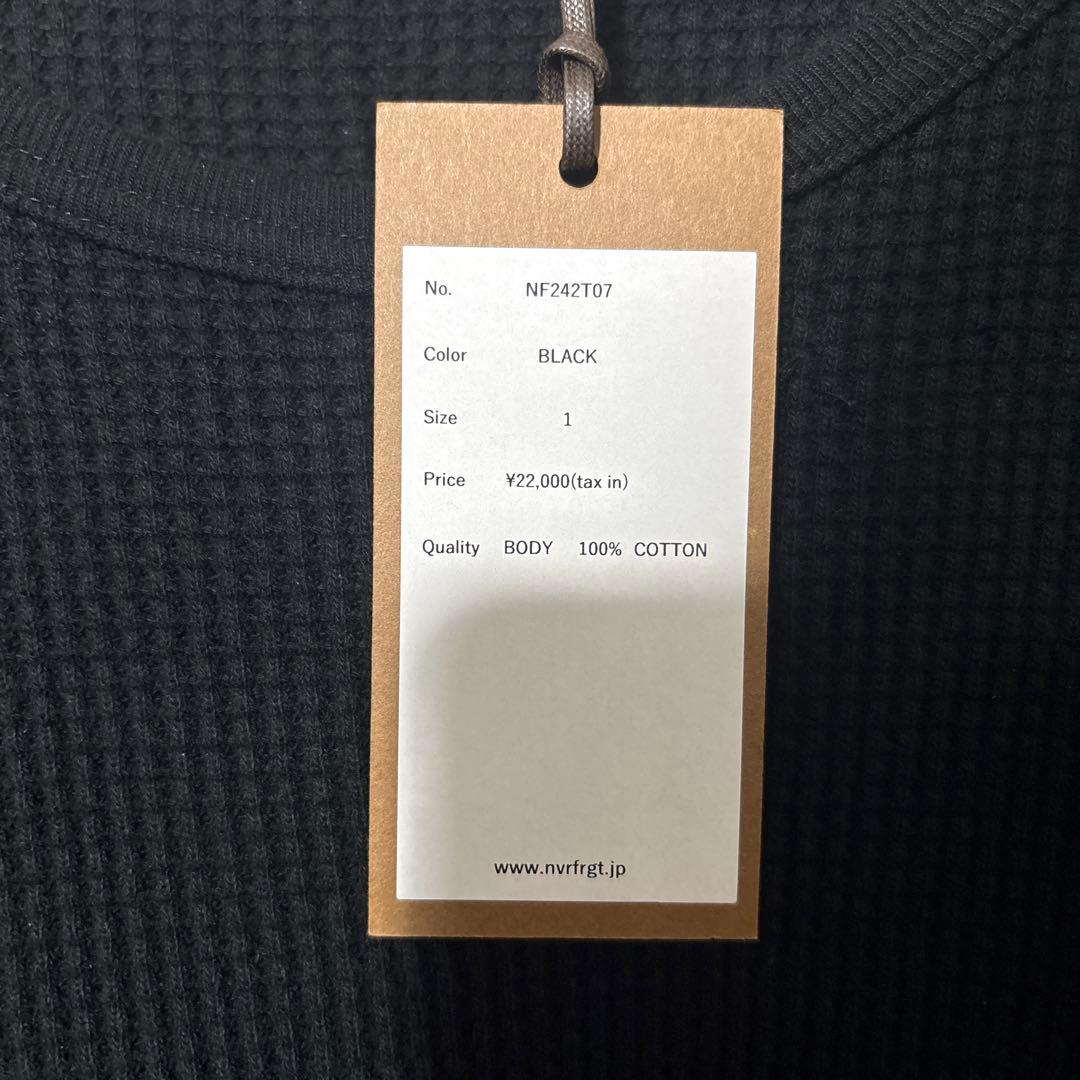 No. NF242T07
Color BLACK
Size 1
Price ¥22,000(tax in)
Quality BODY 100% COTTON
www.nvrfrgt.jp